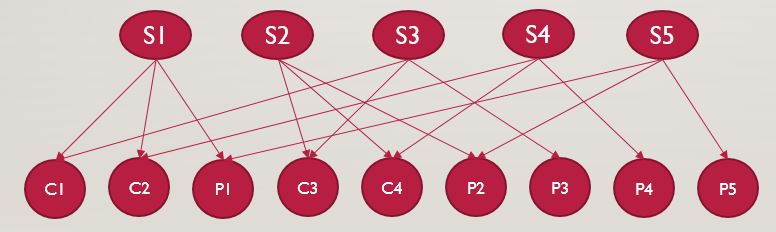 S1 S2 S3 S4 S5
C1 C2 P1 C3 C4 P2 P3 P4 P5